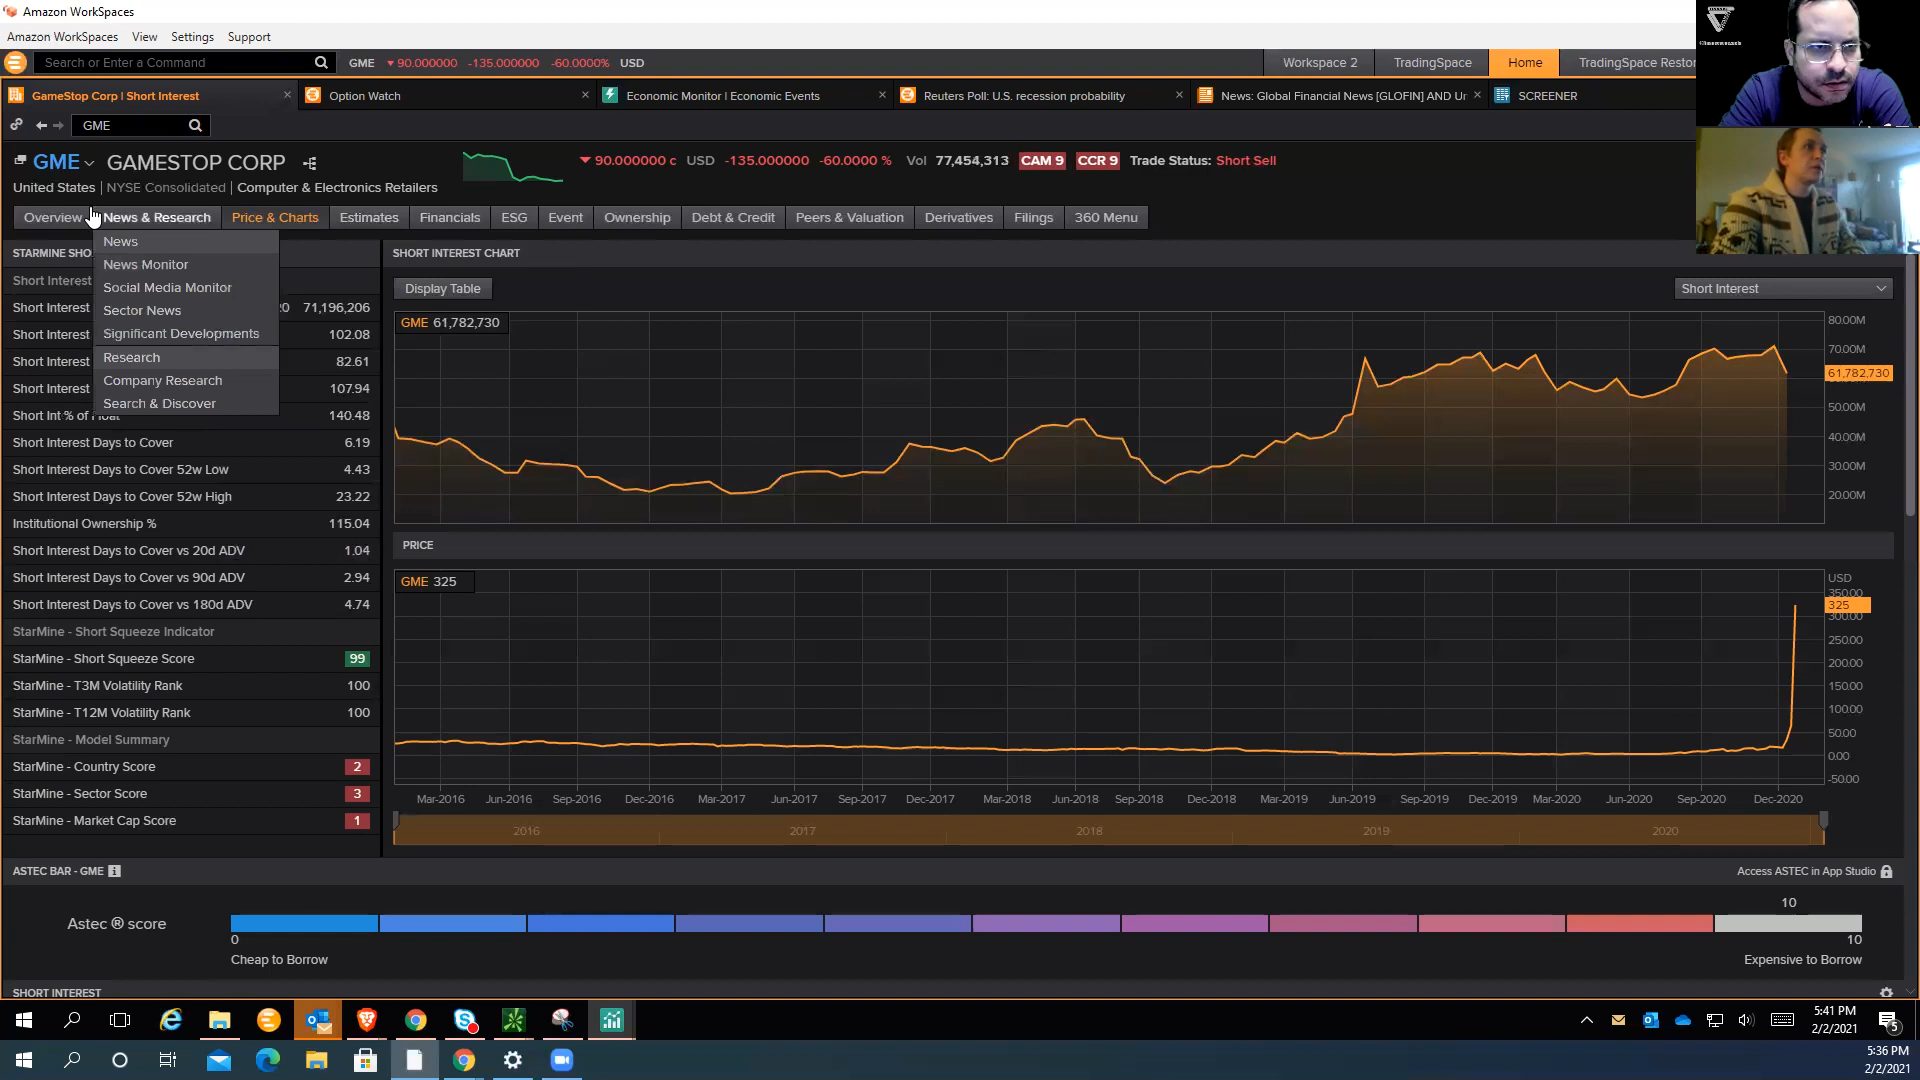 Amazon WorkSpaces
Amazon WorkSpaces View Settings Support
Search or Enter a Command GME 90.000000 -135.000000 -60.0000% USD Workspace 2 TradingSpace Home TradingSpace Restor
GameStop Corp | Short Interest × Option Watch × Economic Monitor | Economic Events × Reuters Poll: U.S. recession probability × News: Global Financial News [GLOFIN] AND Ur × SCREENER
GME
GME GAMESTOP CORP 90.000000 c USD -135.000000 -60.0000 % Vol 77,454,313 CAM 9 CCR 9 Trade Status: Short Sell
United States | NYSE Consolidated | Computer & Electronics Retailers
Overview News & Research Price & Charts Estimates Financials ESG Event Ownership Debt & Credit Peers & Valuation Derivatives Filings 360 Menu
News
News Monitor
Social Media Monitor
Sector News
Significant Developments
Research
Company Research
Search & Discover
STARMINE SHO
Short Interest
Short Interest 20 71,196,206
Short Interest 102.08
Short Interest 82.61
Short Interest 107.94
Short Int % of Float 140.48
Short Interest Days to Cover 6.19
Short Interest Days to Cover 52w Low 4.43
Short Interest Days to Cover 52w High 23.22
Institutional Ownership % 115.04
Short Interest Days to Cover vs 20d ADV 1.04
Short Interest Days to Cover vs 90d ADV 2.94
Short Interest Days to Cover vs 180d ADV 4.74
StarMine - Short Squeeze Indicator
StarMine - Short Squeeze Score 99
StarMine - T3M Volatility Rank 100
StarMine - T12M Volatility Rank 100
StarMine - Model Summary
StarMine - Country Score 2
StarMine - Sector Score 3
StarMine - Market Cap Score 1
SHORT INTEREST CHART
Display Table Short Interest
GME 61,782,730
80.00M
70.00M
61,782,730
50.00M
40.00M
30.00M
20.00M
PRICE
GME 325
USD
350.00
325
300.00
250.00
200.00
150.00
100.00
50.00
0.00
-50.00
Mar-2016 Jun-2016 Sep-2016 Dec-2016 Mar-2017 Jun-2017 Sep-2017 Dec-2017 Mar-2018 Jun-2018 Sep-2018 Dec-2018 Mar-2019 Jun-2019 Sep-2019 Dec-2019 Mar-2020 Jun-2020 Sep-2020 Dec-2020
2016 2017 2018 2019 2020
ASTEC BAR - GME i Access ASTEC in App Studio
10
Astec ® score
0 10
Cheap to Borrow Expensive to Borrow
SHORT INTEREST
5:41 PM
2/2/2021
5
5:36 PM
2/2/2021